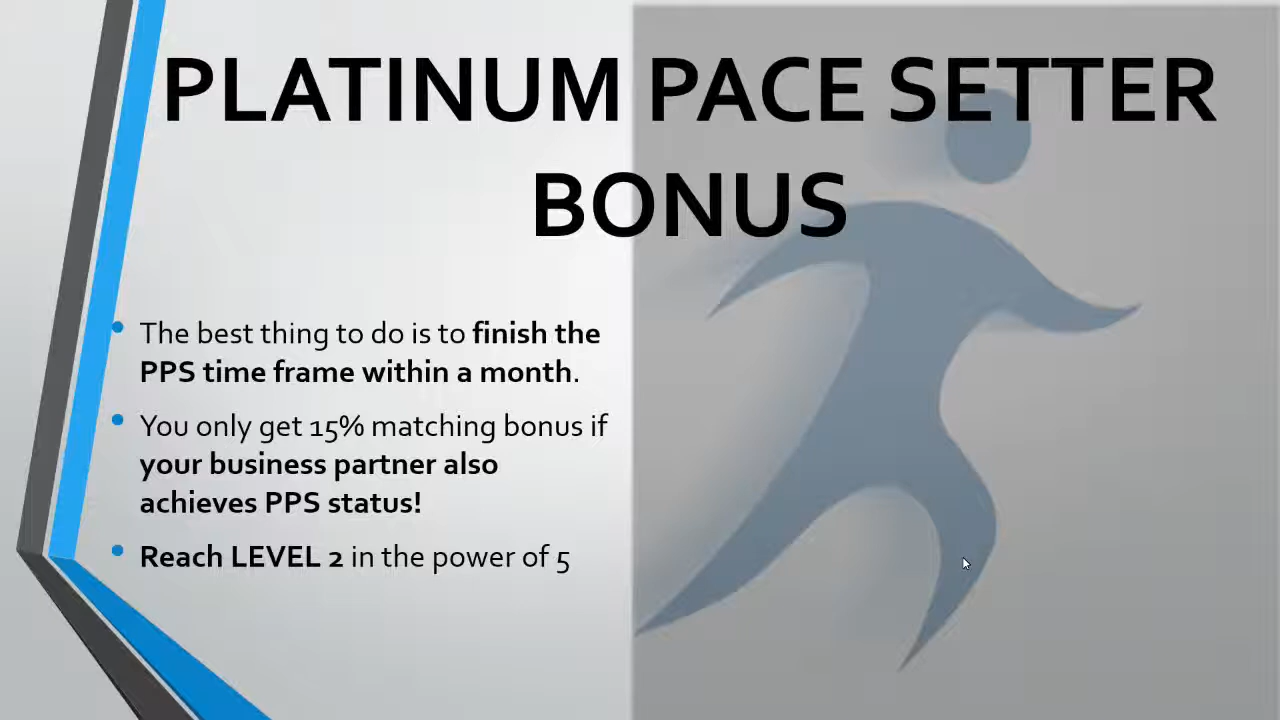 PLATINUM PACE SETTER
BONUS
• The best thing to do is to finish the
PPS time frame within a month.
• You only get 15% matching bonus if
your business partner also
achieves PPS status!
• Reach LEVEL 2 in the power of 5